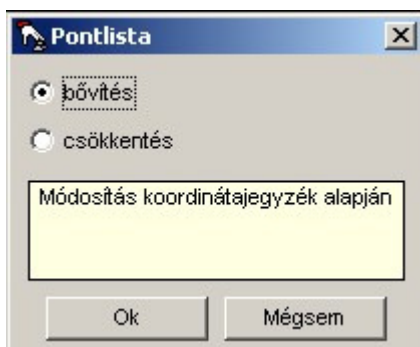 Pontlista
bővítés
csökkentés
Módosítás koordinátajegyzék alapján
Ok
Mégsem